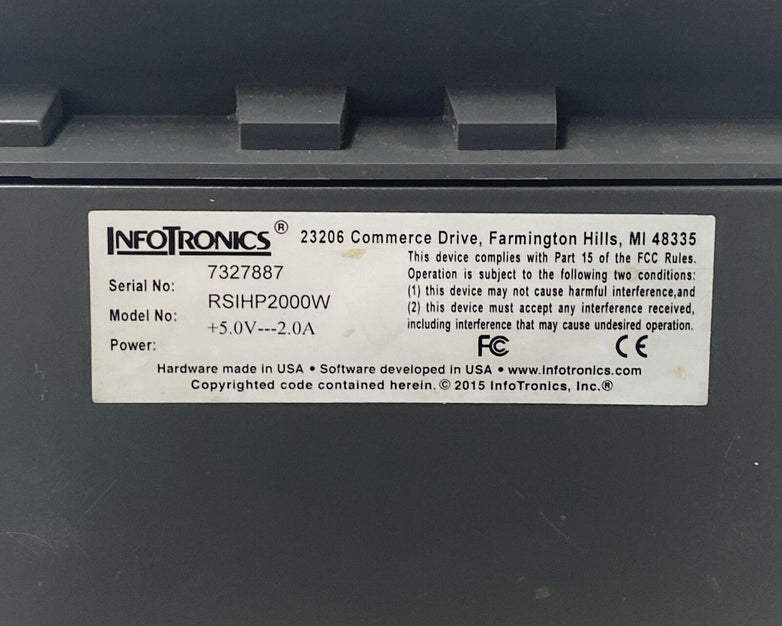 INFOTRONICS® 23206 Commerce Drive, Farmington Hills, MI 48335
Serial No: 7327887
Model No: RSIHP2000W
Power: +5.0V---2.0A
This device complies with Part 15 of the FCC Rules.
Operation is subject to the following two conditions:
(1) this device may not cause harmful interference,and
(2) this device must accept any interference received,
including interference that may cause undesired operation.
FC CE
Hardware made in USA • Software developed in USA • www.infotronics.com
Copyrighted code contained herein. © 2015 InfoTronics, Inc.®